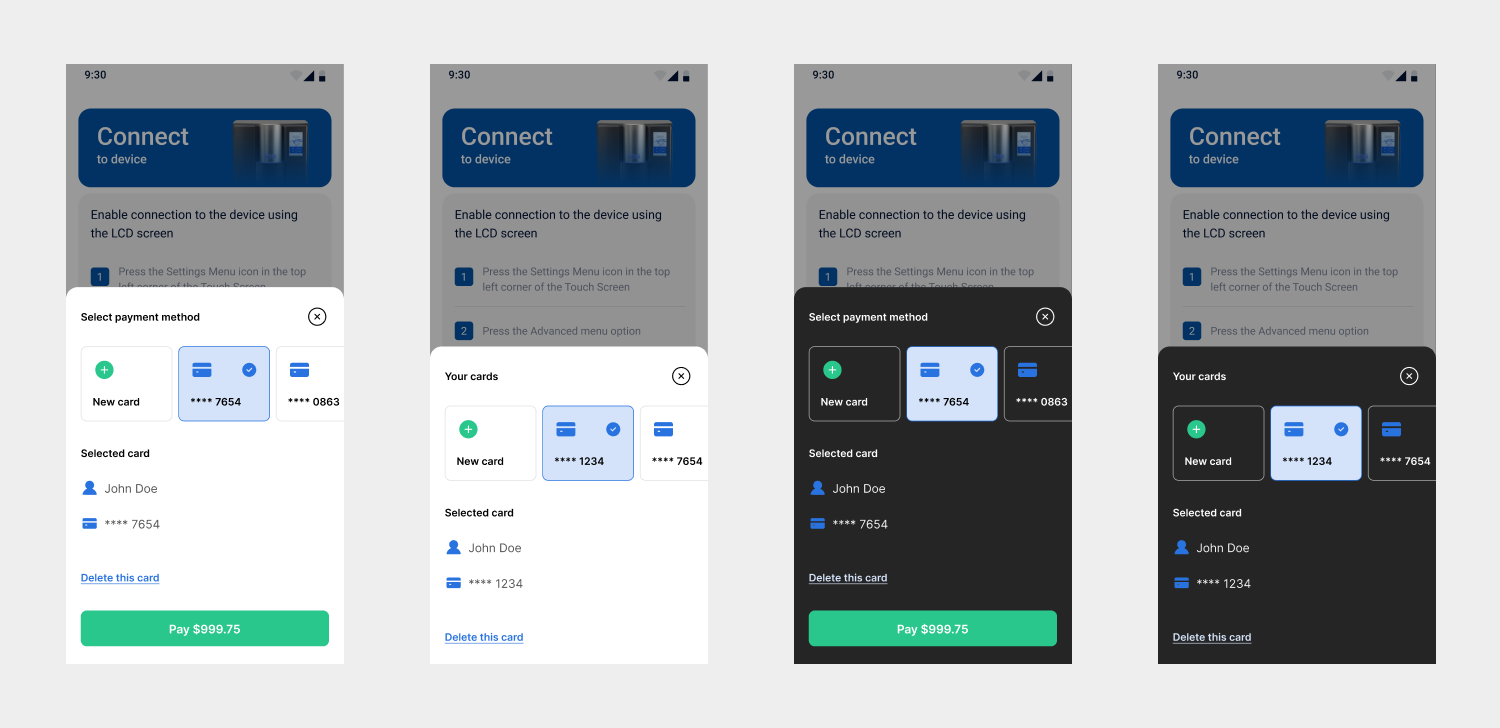 9:30
Connect
to device
Enable connection to the device using
the LCD screen
1 Press the Settings Menu icon in the top
left corner of the Touch Screen
Select payment method
New card
**** 7654
**** 0863
Selected card
John Doe
**** 7654
Delete this card
Pay $999.75
9:30
Connect
to device
Enable connection to the device using
the LCD screen
1 Press the Settings Menu icon in the top
left corner of the Touch Screen
2 Press the Advanced menu option
Your cards
New card
**** 1234
**** 7654
Selected card
John Doe
**** 1234
Delete this card
9:30
Connect
to device
Enable connection to the device using
the LCD screen
1 Press the Settings Menu icon in the top
left corner of the Touch Screen
Select payment method
New card
**** 7654
**** 0863
Selected card
John Doe
**** 7654
Delete this card
Pay $999.75
9:30
Connect
to device
Enable connection to the device using
the LCD screen
1 Press the Settings Menu icon in the top
left corner of the Touch Screen
2 Press the Advanced menu option
Your cards
New card
**** 1234
**** 7654
Selected card
John Doe
**** 1234
Delete this card